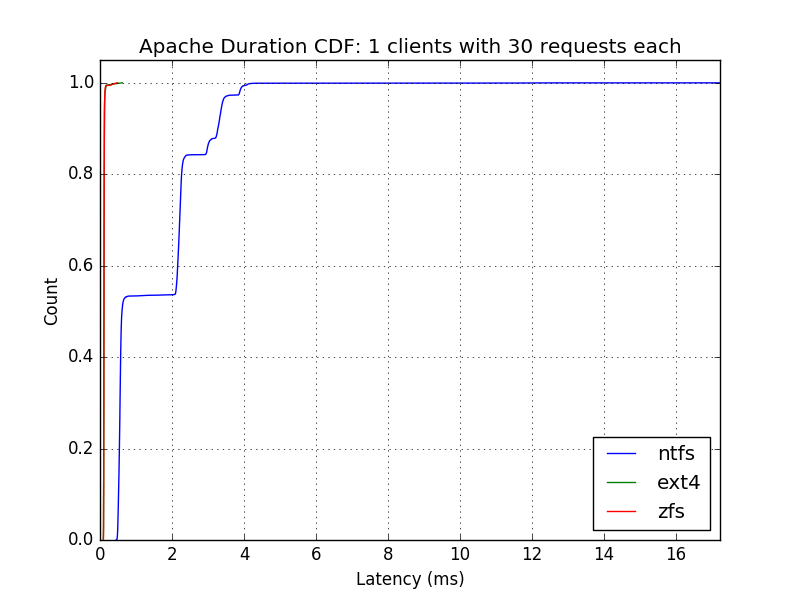 Apache Duration CDF: 1 clients with 30 requests each
1.0
0.8
0.6
0.4
0.2
0.0
Count
0 2 4 6 8 10 12 14 16
Latency (ms)
ntfs
ext4
zfs